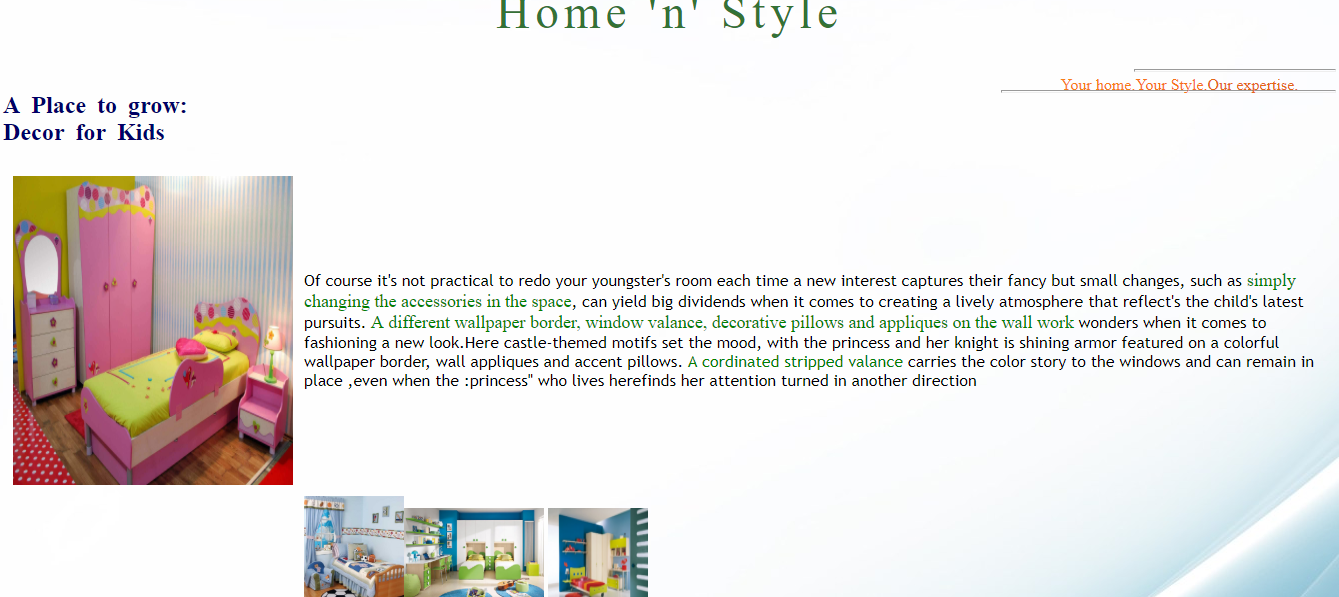 Home 'n' Style
Your home.Your Style.Our expertise.
A Place to grow:
Decor for Kids
Of course it's not practical to redo your youngster's room each time a new interest captures their fancy but small changes, such as simply
changing the accessories in the space, can yield big dividends when it comes to creating a lively atmosphere that reflect's the child's latest
pursuits. A different wallpaper border, window valance, decorative pillows and appliques on the wall work wonders when it comes to
fashioning a new look.Here castle-themed motifs set the mood, with the princess and her knight is shining armor featured on a colorful
wallpaper border, wall appliques and accent pillows. A cordinated stripped valance carries the color story to the windows and can remain in
place ,even when the :princess" who lives herefinds her attention turned in another direction